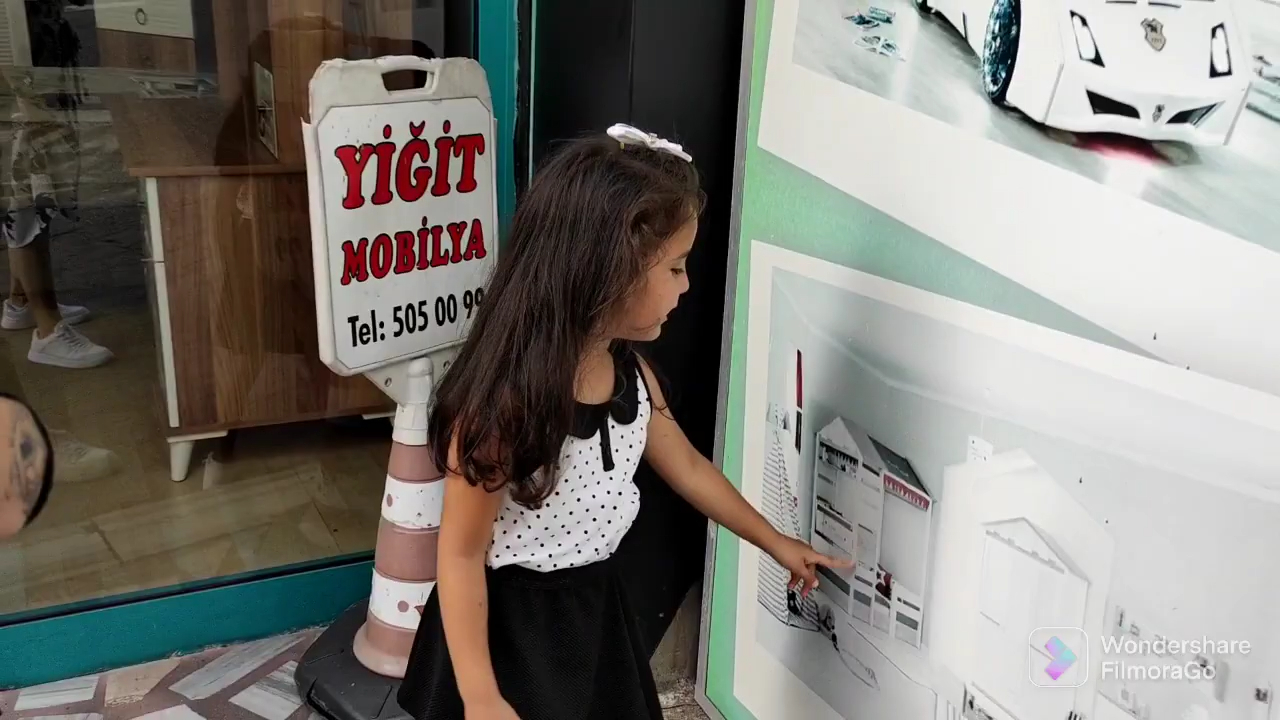 YİĞİT
MOBİLYA
Tel: 505 00 99
Wondershare
FilmoraGo